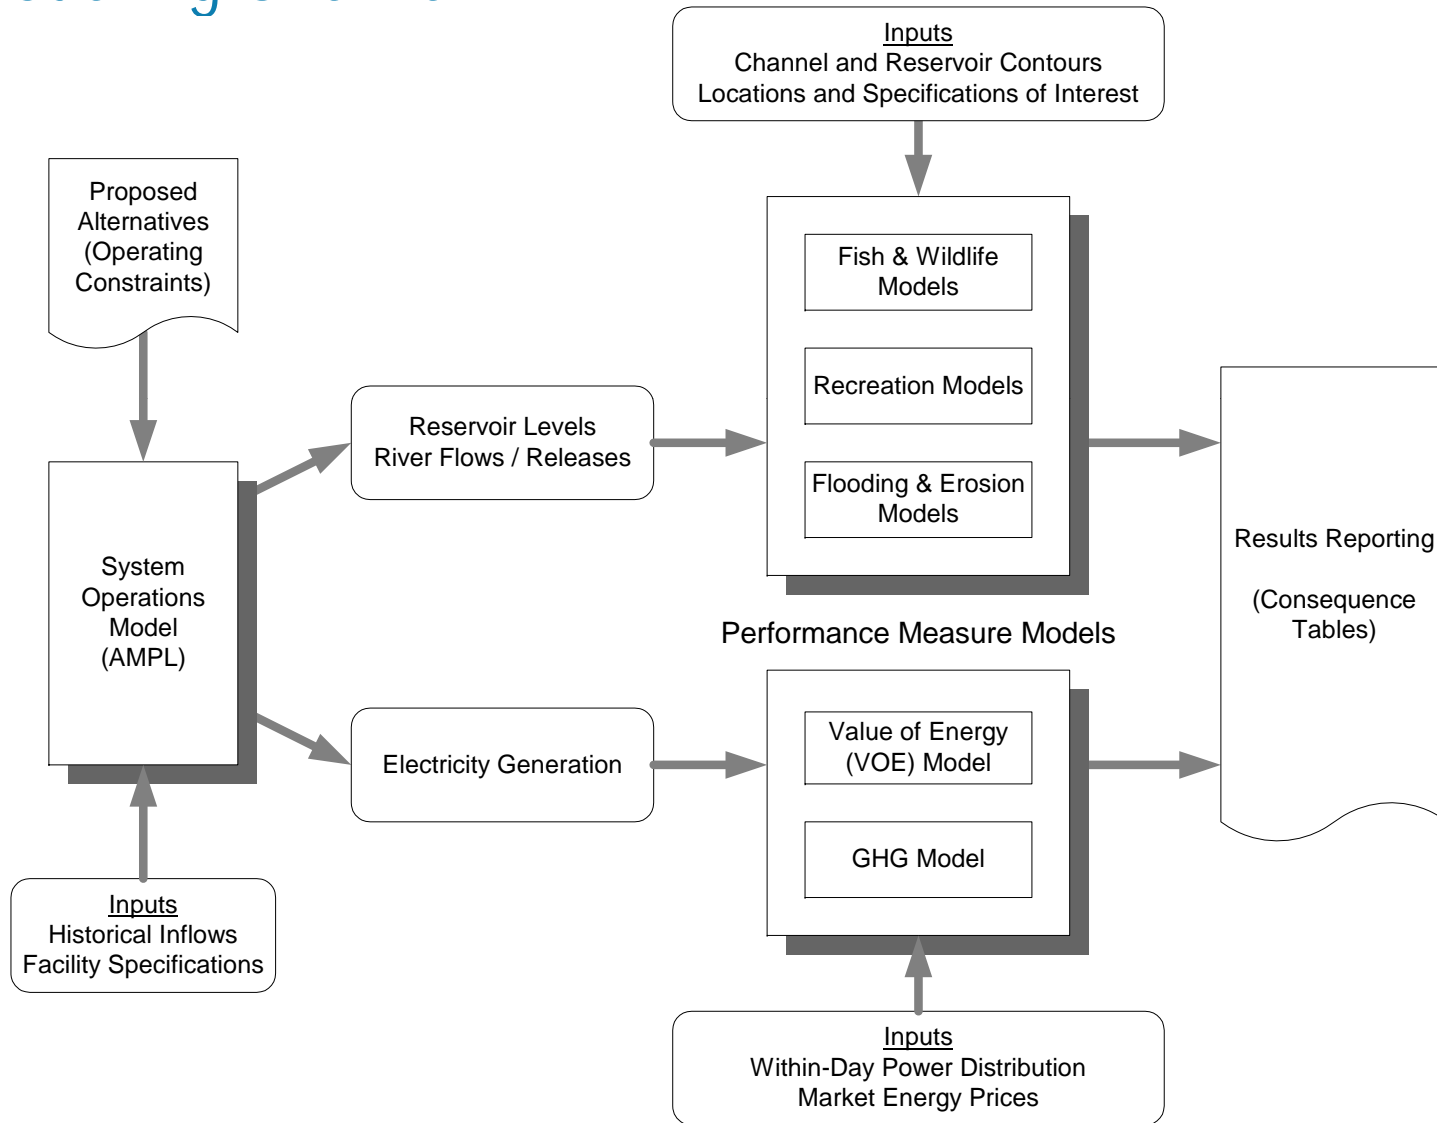 Inputs
Channel and Reservoir Contours
Locations and Specifications of Interest
Proposed
Alternatives
(Operating
Constraints)
Fish & Wildlife
Models
Recreation Models
Flooding & Erosion
Models
Reservoir Levels
River Flows / Releases
System
Operations
Model
(AMPL)
Results Reporting
(Consequence
Tables)
Performance Measure Models
Electricity Generation
Value of Energy
(VOE) Model
GHG Model
Inputs
Historical Inflows
Facility Specifications
Inputs
Within-Day Power Distribution
Market Energy Prices